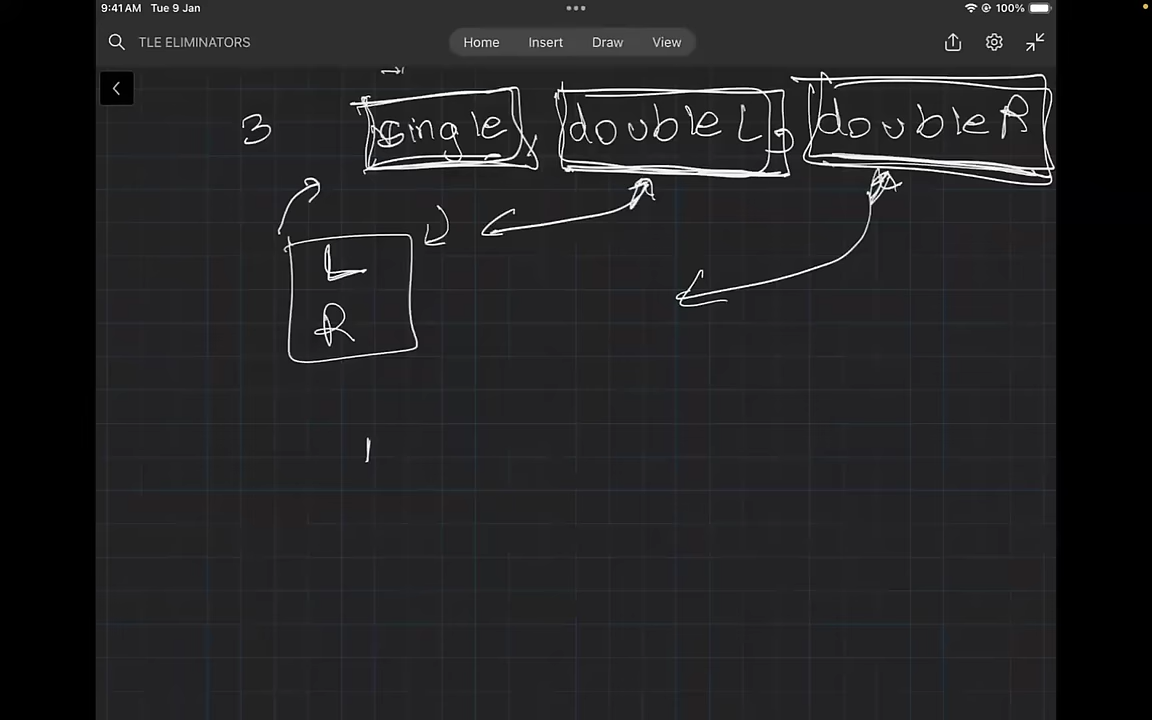 9:41 AM Tue 9 Jan 100%
TLE ELIMINATORS Home Insert Draw View
3 single, doubleL, doubleR
L
R